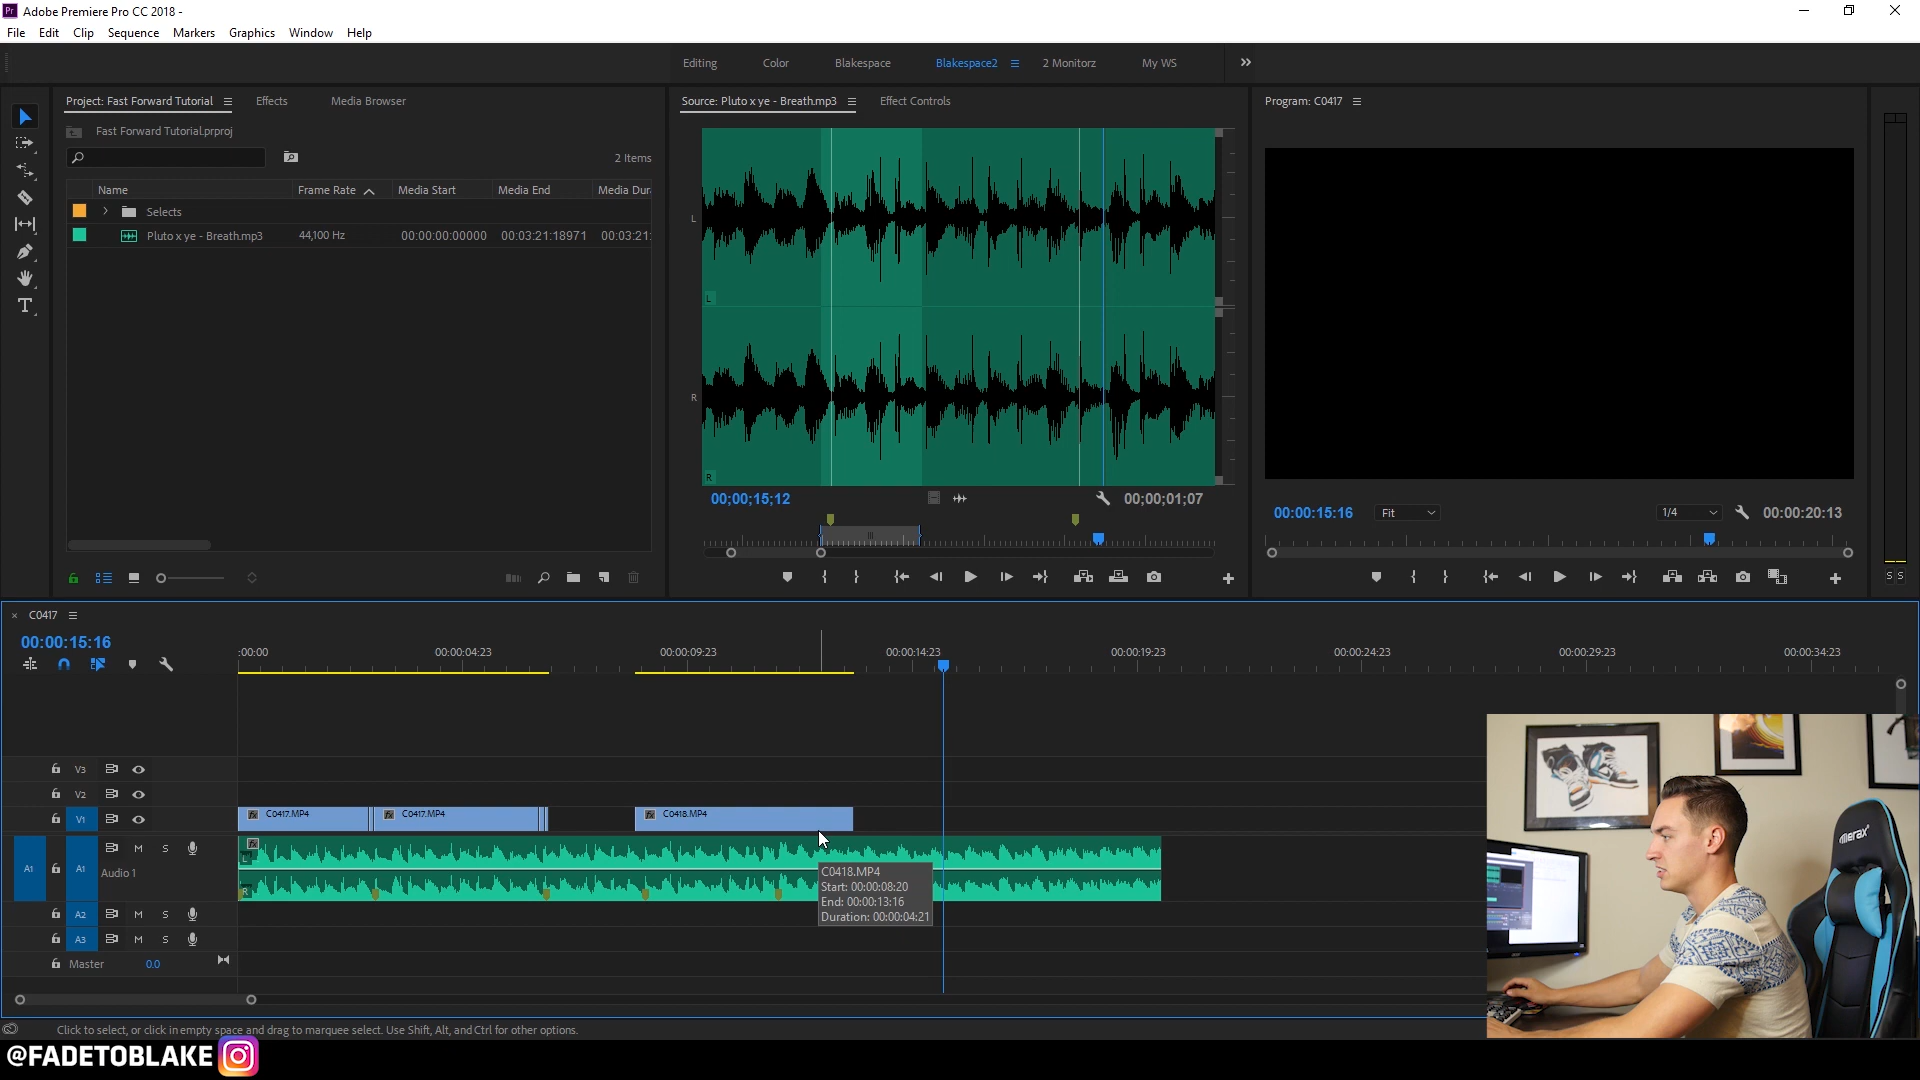 Pr Adobe Premiere Pro CC 2018 -
File Edit Clip Sequence Markers Graphics Window Help
Editing Color Blakespace Blakespace2 2 Monitorz My WS
Project: Fast Forward Tutorial Effects Media Browser
Source: Pluto x ye - Breath.mp3 Effect Controls
Program: C0417
Fast Forward Tutorial.prproj
2 Items
Name Frame Rate Media Start Media End Media Dur
Selects
Pluto x ye - Breath.mp3 44,100 Hz 00:00:00:00000 00:03:21:18971 00:03:21:
L
L
R
R
00;00;15;12 00;00;01;07
00:00:15:16 Fit 1/4 00:00:20:13
S S
C0417
00:00:15:16
:00:00 00:00:04:23 00:00:09:23 00:00:14:23 00:00:19:23 00:00:24:23 00:00:29:23 00:00:34:23
V3
V2
V1 C0417.MP4 C0417.MP4 C0418.MP4
A1 A1 M S
Audio 1
L
R
C0418.MP4
Start: 00:00:08:20
End: 00:00:13:16
Duration: 00:00:04:21
A2 M S
A3 M S
Master 0.0
Click to select, or click in empty space and drag to marquee select. Use Shift, Alt, and Ctrl for other options.
@FADETOBLAKE
merax